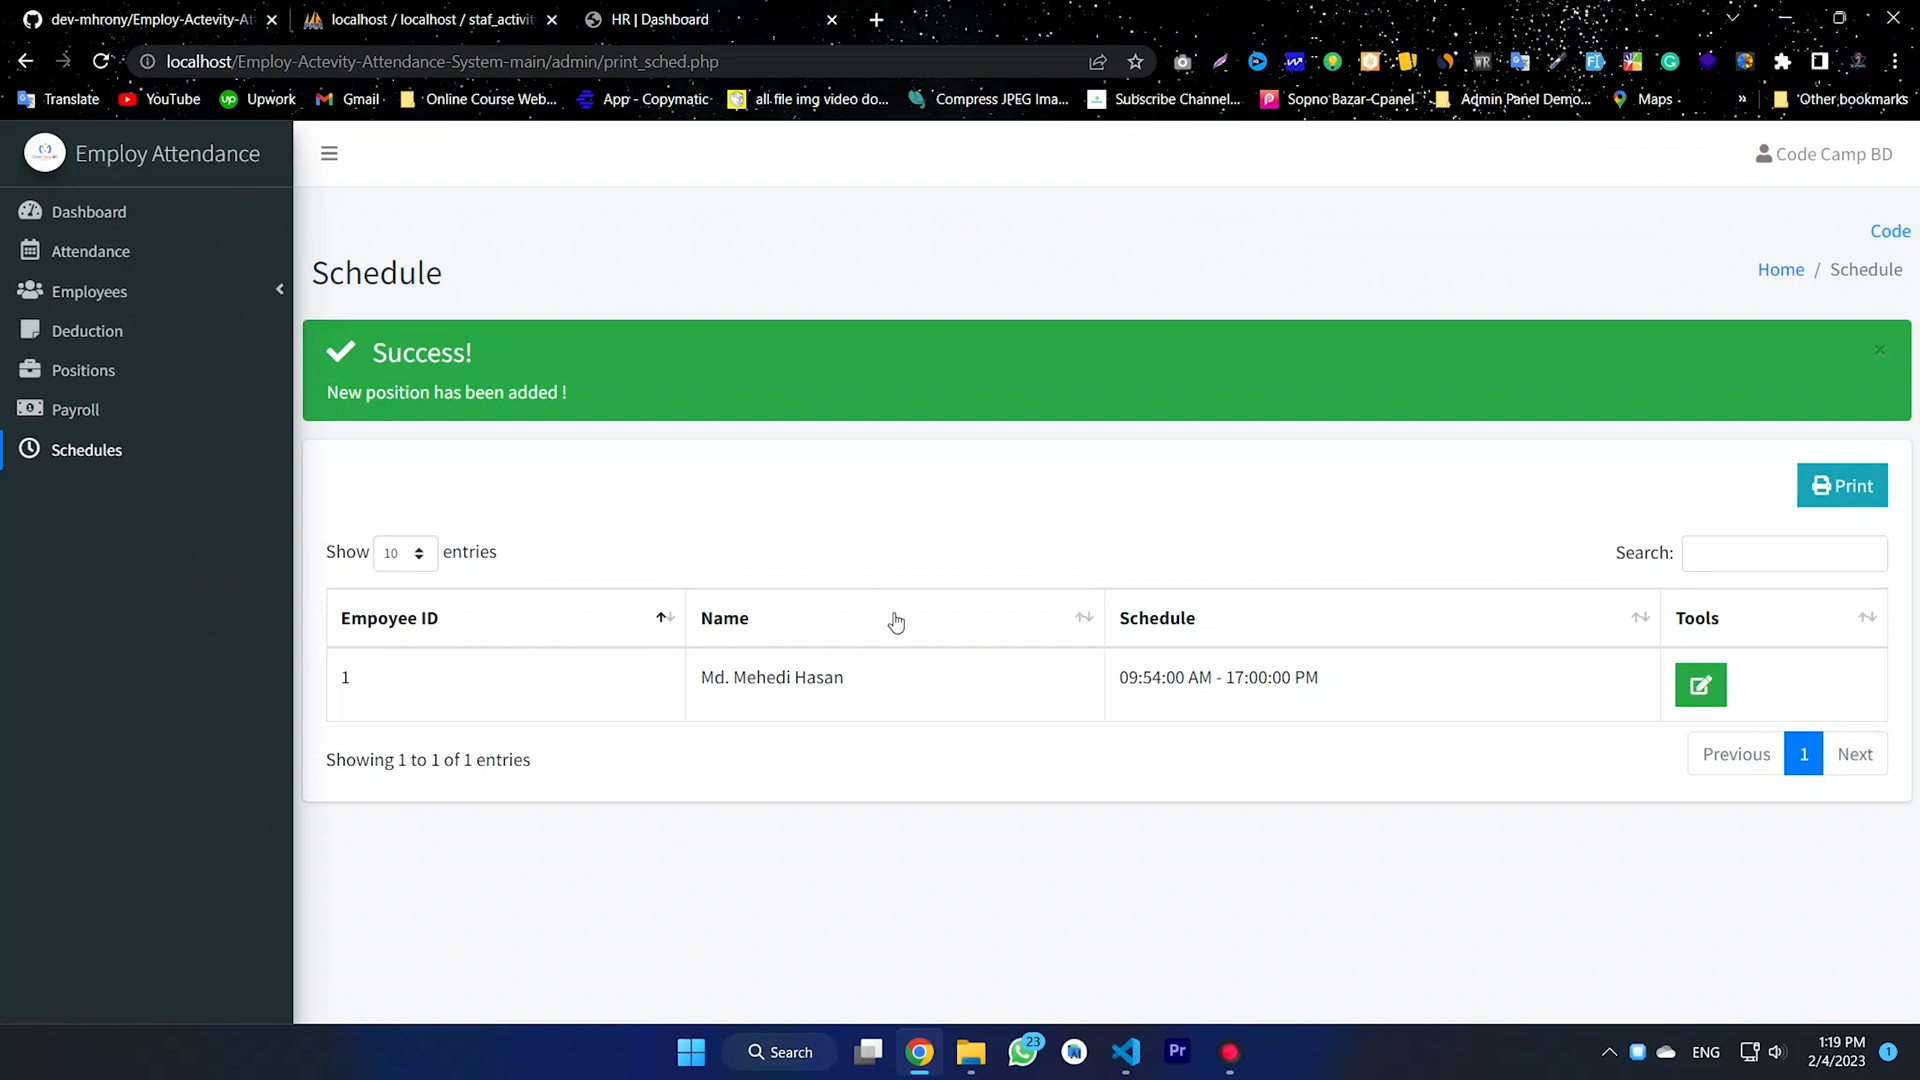 dev-mhrony/Employ-Actevity-At
localhost / localhost / staf_activit
HR | Dashboard
localhost/Employ-Actevity-Attendance-System-main/admin/print_sched.php
Translate
YouTube
Upwork
Gmail
Online Course Web...
App - Copymatic
all file img video do...
Compress JPEG Ima...
Subscribe Channel...
Sopno Bazar-Cpanel
Admin Panel Demo...
Maps
»
Other bookmarks
Employ Attendance
Code Camp BD
Dashboard
Attendance
Employees
Deduction
Positions
Payroll
Schedules
Code
Schedule
Home / Schedule
Success!
New position has been added !
Print
Show 10 entries
Search:
Empoyee ID Name Schedule Tools
1 Md. Mehedi Hasan 09:54:00 AM - 17:00:00 PM
Showing 1 to 1 of 1 entries
Previous 1 Next
Search
23
Pr
ENG
1:19 PM
2/4/2023
1